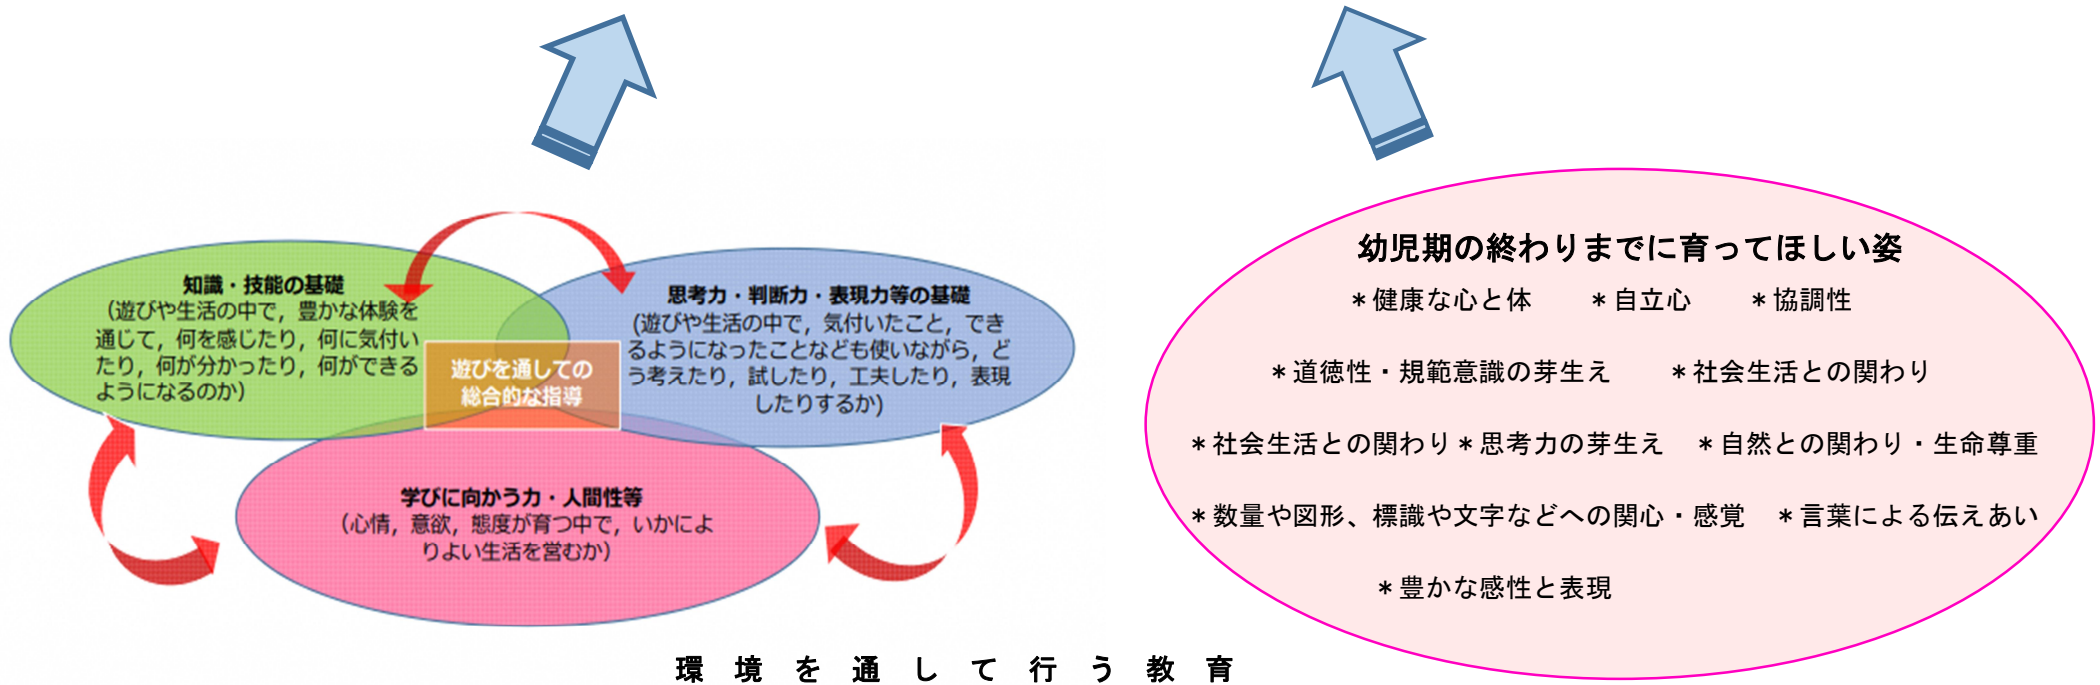 知識・技能の基礎
（遊びや生活の中で，豊かな体験を
通じて，何を感じたり，何に気付い
たり，何が分かったり，何ができる
ようになるのか）
思考力・判断力・表現力等の基礎
（遊びや生活の中で，気付いたこと，でき
るようになったことなども使いながら，ど
う考えたり，試したり，工夫したり，表現
したりするか）
遊びを通しての
総合的な指導
学びに向かう力・人間性等
（心情，意欲，態度が育つ中で，いかによ
りよい生活を営むか）
幼児期の終わりまでに育ってほしい姿
＊健康な心と体　＊自立心　＊協調性
＊道徳性・規範意識の芽生え　＊社会生活との関わり
＊社会生活との関わり＊思考力の芽生え　＊自然との関わり・生命尊重
＊数量や図形、標識や文字などへの関心・感覚　＊言葉による伝えあい
＊豊かな感性と表現
環境を通して行う教育